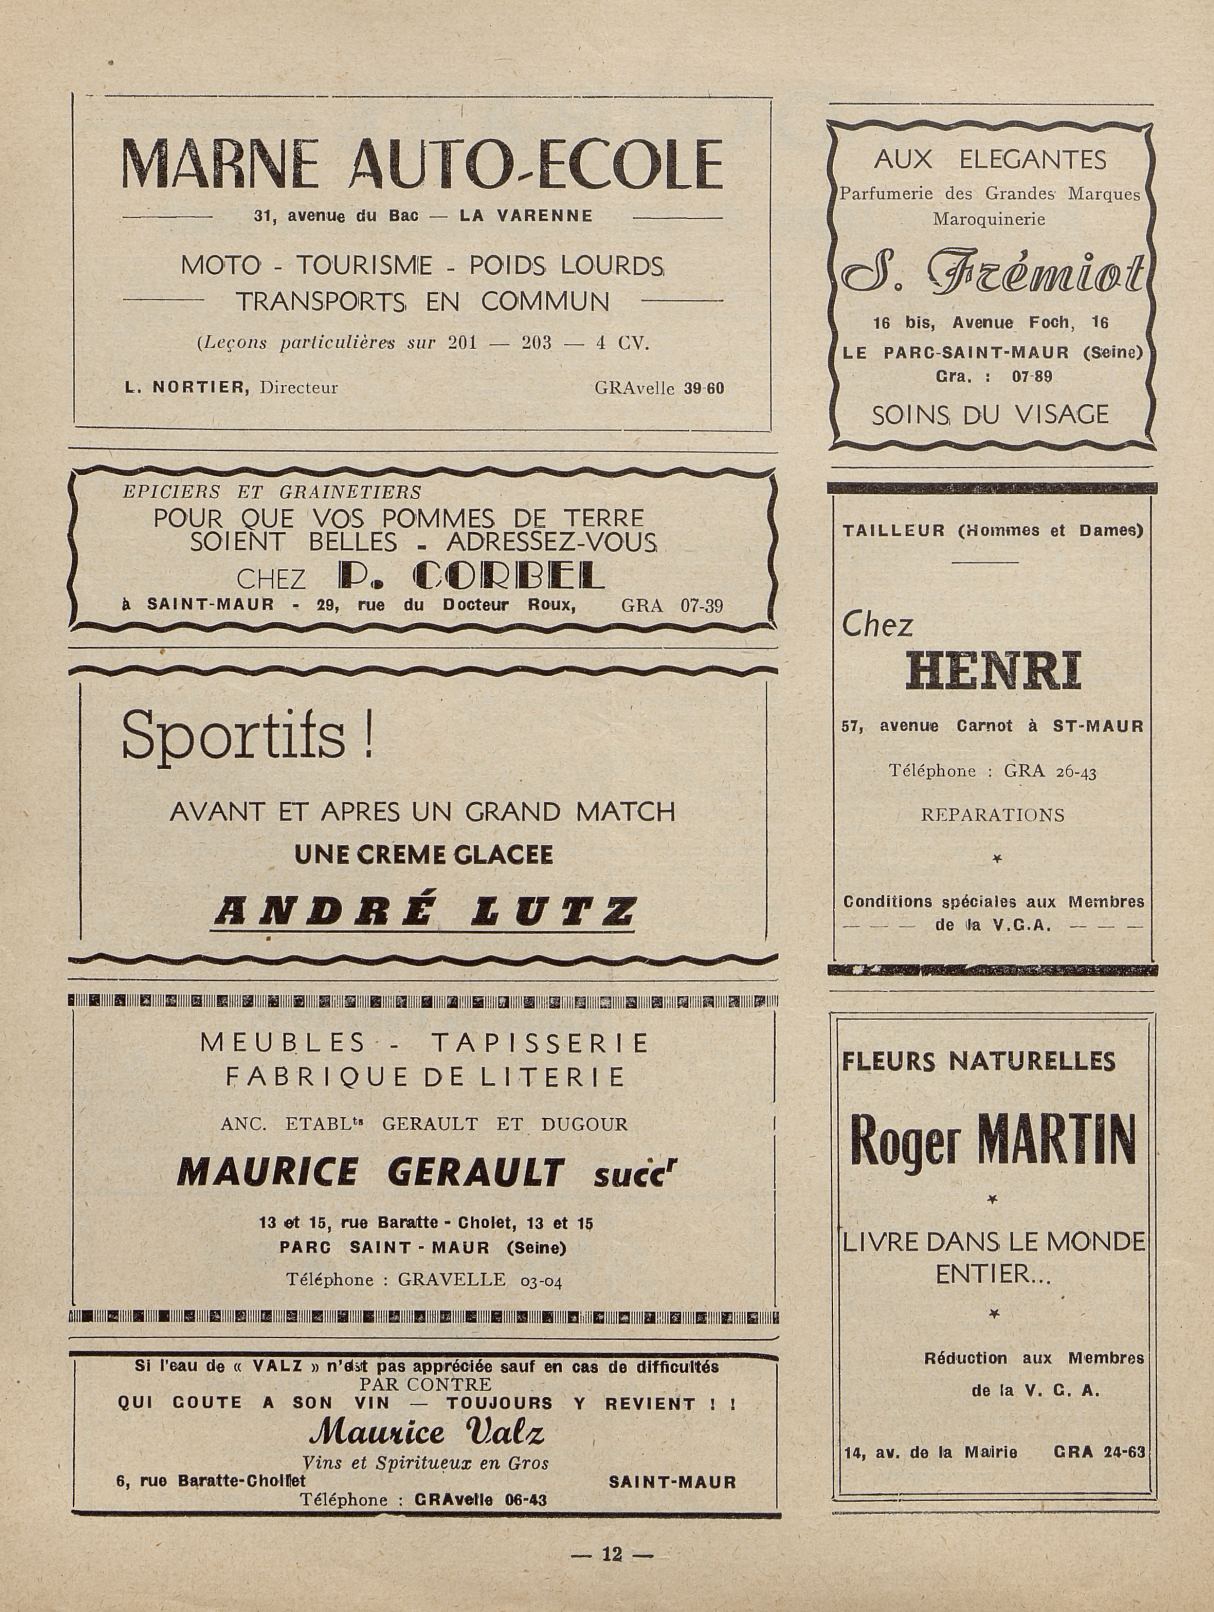 MARNE AUTO-ECOLE
31, avenue du Bac — LA VARENNE
MOTO - TOURISME - POIDS LOURDS
TRANSPORTS EN COMMUN
(Leçons particulières sur 201 — 203 — 4 CV.
L. NORTIER, Directeur GRAvelle 39-60
EPICIERS ET GRAINETIERS
POUR QUE VOS POMMES DE TERRE
SOIENT BELLES - ADRESSEZ-VOUS
CHEZ P. CORBEL
à SAINT-MAUR - 29, rue du Docteur Roux, GRA 07-39
Sportifs !
AVANT ET APRES UN GRAND MATCH
UNE CREME GLACEE
ANDRÉ LUTZ
MEUBLES - TAPISSERIE
FABRIQUE DE LITERIE
ANC. ETABLts GERAULT ET DUGOUR
MAURICE GERAULT succr
13 et 15, rue Baratte - Cholet, 13 et 15
PARC SAINT - MAUR (Seine)
Téléphone : GRAVELLE 03-04
Si l'eau de « VALZ » n'est pas appréciée sauf en cas de difficultés
PAR CONTRE
QUI GOUTE A SON VIN — TOUJOURS Y REVIENT ! !
Maurice Valz
Vins et Spiritueux en Gros
6, rue Baratte-Chollet SAINT-MAUR
Téléphone : GRAvelle 06-43
AUX ELEGANTES
Parfumerie des Grandes Marques
Maroquinerie
S. Frémiot
16 bis, Avenue Foch, 16
LE PARC-SAINT-MAUR (Seine)
Gra. : 07-89
SOINS DU VISAGE
TAILLEUR (Hommes et Dames)
Chez
HENRI
57, avenue Carnot à ST-MAUR
Téléphone : GRA 26-43
REPARATIONS
Conditions spéciales aux Membres
— — — de la V.G.A. — — —
FLEURS NATURELLES
Roger MARTIN
LIVRE DANS LE MONDE
ENTIER...
Réduction aux Membres
de la V. G. A.
14, av. de la Mairie GRA 24-63
— 12 —